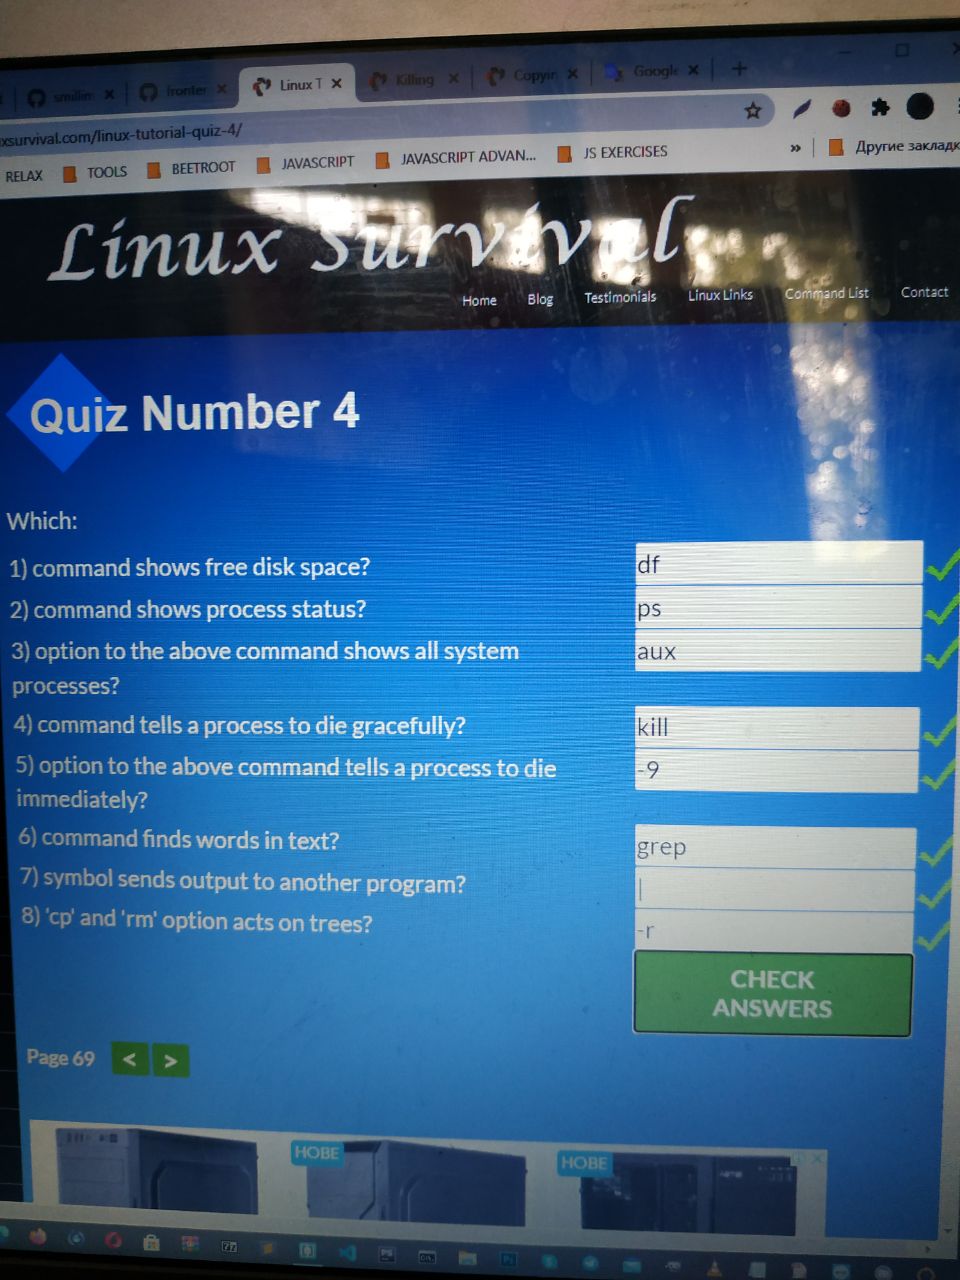 smilin
fronter
Linux T
Killing
Copyin
Google
xsurvival.com/linux-tutorial-quiz-4/
RELAX
TOOLS
BEETROOT
JAVASCRIPT
JAVASCRIPT ADVAN...
JS EXERCISES
»
Другие закладк
Linux Survival
Home Blog Testimonials Linux Links Command List Contact
Quiz Number 4
Which:
1) command shows free disk space? df
2) command shows process status? ps
3) option to the above command shows all system aux
processes?
4) command tells a process to die gracefully? kill
5) option to the above command tells a process to die -9
immediately?
6) command finds words in text? grep
7) symbol sends output to another program? |
8) 'cp' and 'rm' option acts on trees? -r
CHECK
ANSWERS
Page 69 < >
НОВЕ
НОВЕ